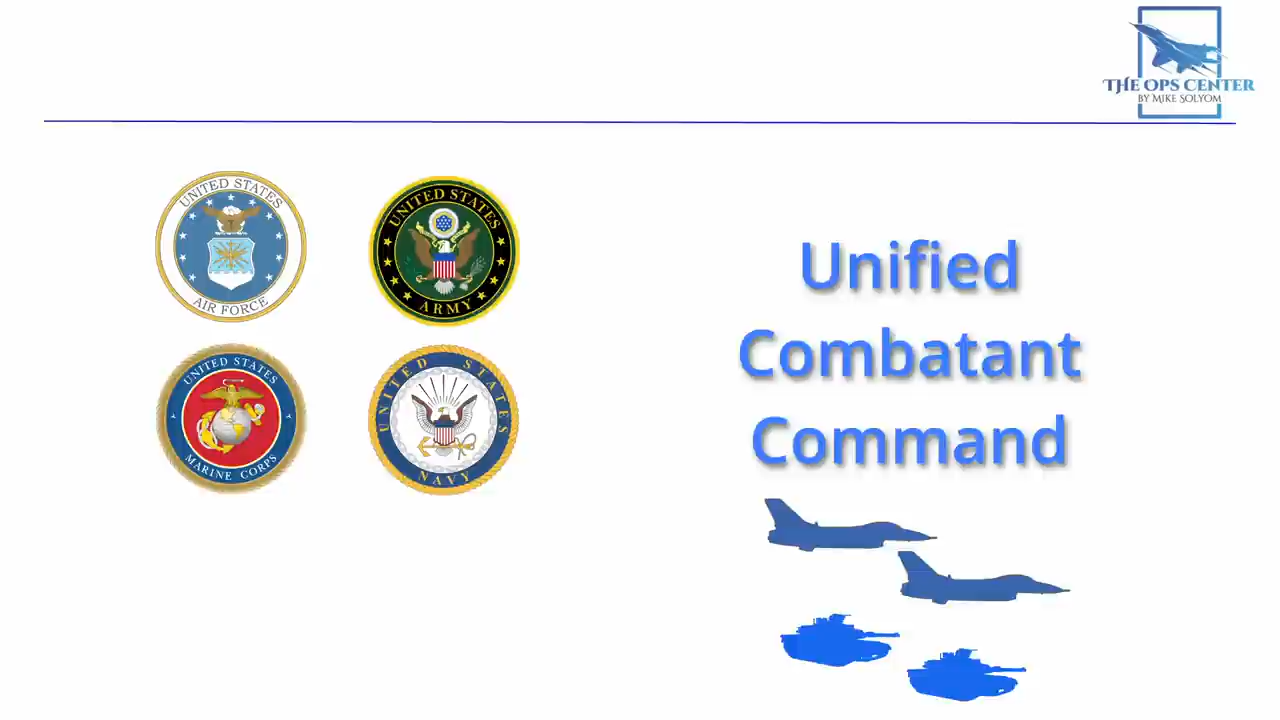 THE OPS CENTER
BY MIKE SOLYOM
UNITED STATES
AIR FORCE
UNITED STATES
ARMY
UNITED STATES
MARINE CORPS
UNITED STATES
NAVY
Unified
Combatant
Command